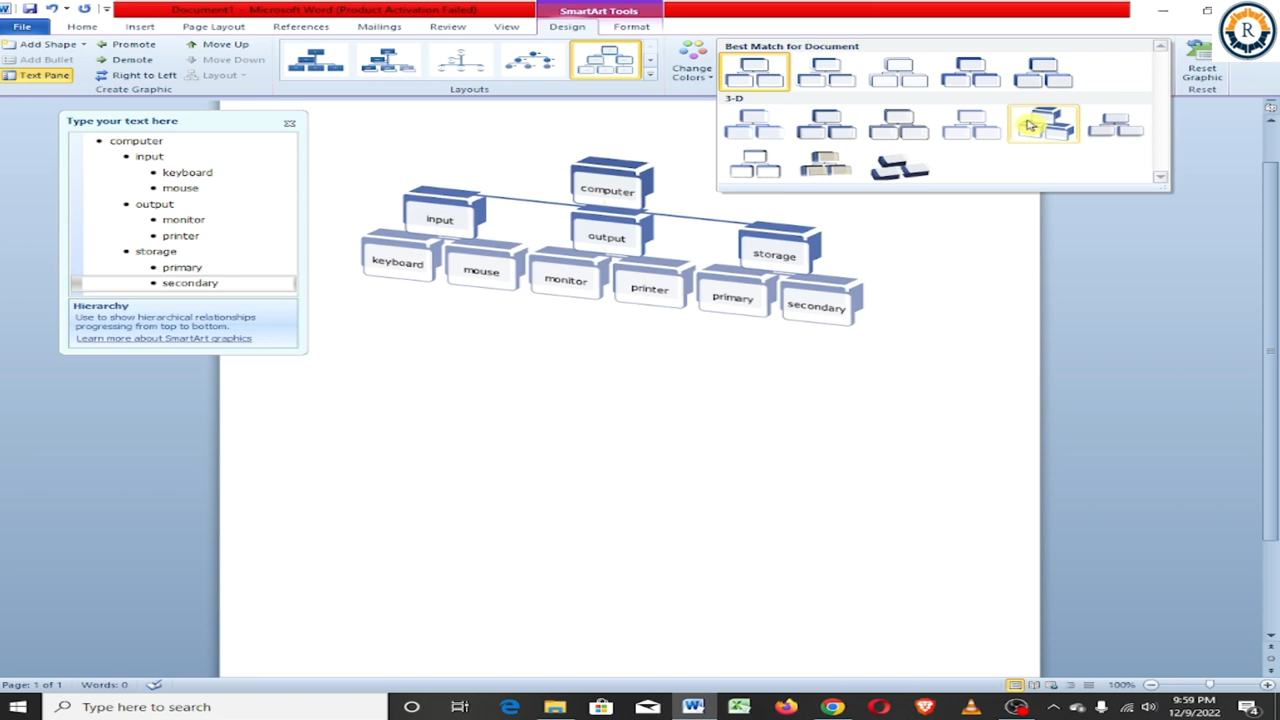 Document1 - Microsoft Word (Product Activation Failed)
SmartArt Tools
File
Home
Insert
Page Layout
References
Mailings
Review
View
Design
Format
Add Shape
Promote
Move Up
Add Bullet
Demote
Move Down
Text Pane
Right to Left
Layout
Create Graphic
Layouts
Change
Colors
Best Match for Document
3-D
Reset
Graphic
Reset
R
Type your text here
computer
input
keyboard
mouse
output
monitor
printer
storage
primary
secondary
Hierarchy
Use to show hierarchical relationships
progressing from top to bottom.
Learn more about SmartArt graphics
computer
input
output
storage
keyboard
mouse
monitor
printer
primary
secondary
Page: 1 of 1
Words: 0
100%
Type here to search
9:59 PM
12/9/2022
4